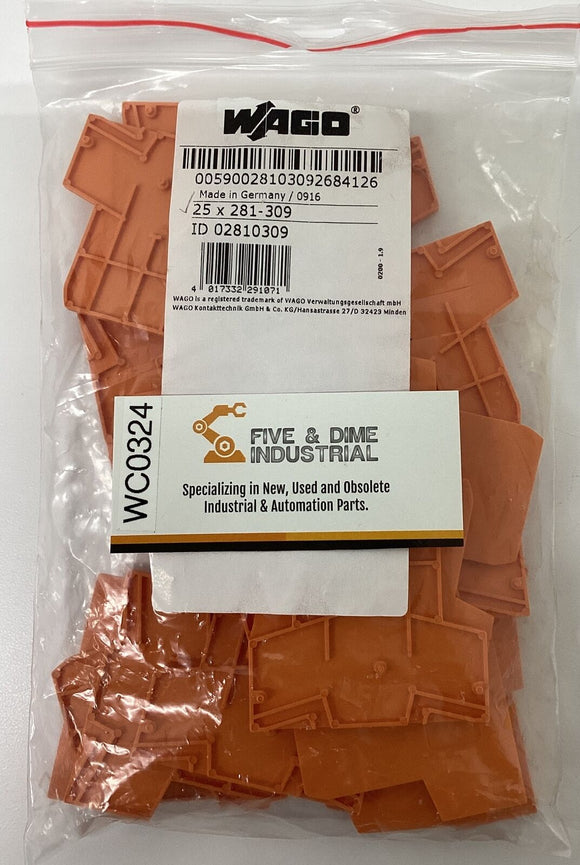 WAGO®
00590028103092684126
Made in Germany / 0916
25 x 281-309
ID 02810309
4 017332 291071
0200 - 1.9
WAGO is a registered trademark of WAGO Verwaltungsgesellschaft mbH
WAGO Kontakttechnik GmbH & Co. KG/Hansastrasse 27/D 32423 Minden
WC0324
FIVE & DIME
INDUSTRIAL
Specializing in New, Used and Obsolete
Industrial & Automation Parts.